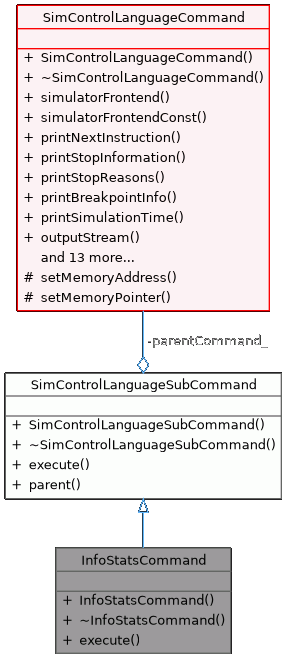 SimControlLanguageCommand
+ SimControlLanguageCommand()
+ ~SimControlLanguageCommand()
+ simulatorFrontend()
+ simulatorFrontendConst()
+ printNextInstruction()
+ printStopInformation()
+ printStopReasons()
+ printBreakpointInfo()
+ printSimulationTime()
+ outputStream()
and 13 more...
# setMemoryAddress()
# setMemoryPointer()
-parentCommand_
SimControlLanguageSubCommand
+ SimControlLanguageSubCommand()
+ ~SimControlLanguageSubCommand()
+ execute()
+ parent()
InfoStatsCommand
+ InfoStatsCommand()
+ ~InfoStatsCommand()
+ execute()